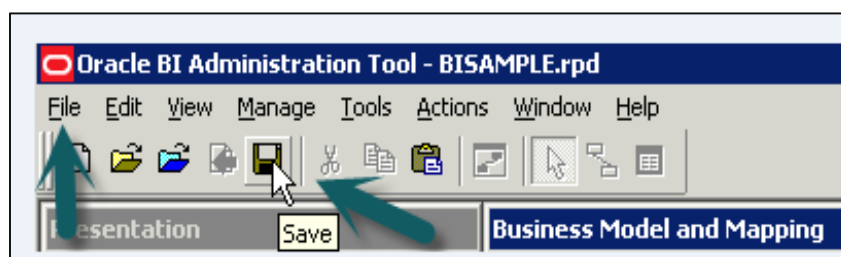 Oracle BI Administration Tool - BISAMPLE.rpd
File Edit View Manage Tools Actions Window Help
Save
Presentation Business Model and Mapping